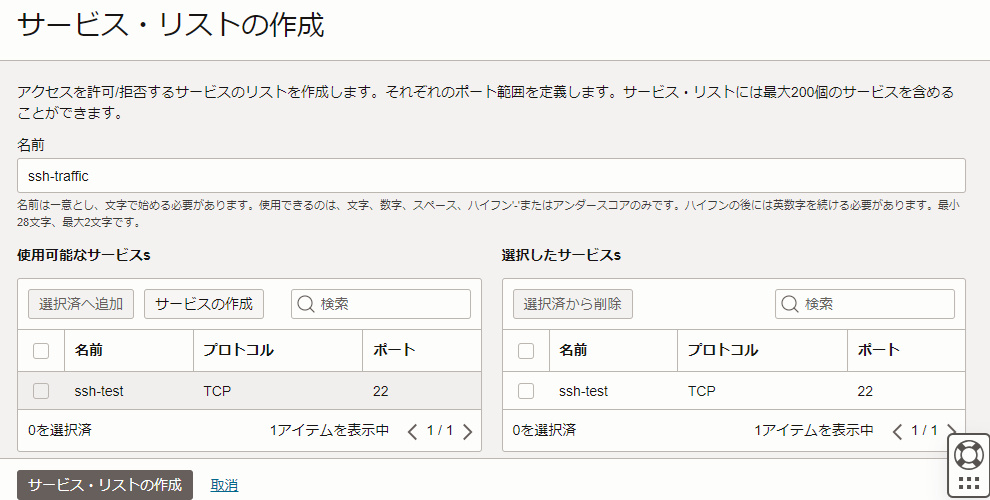 サービス・リストの作成
アクセスを許可/拒否するサービスのリストを作成します。それぞれのポート範囲を定義します。サービス・リストには最大200個のサービスを含める
ことができます。
名前
ssh-traffic
名前は一意とし、文字で始める必要があります。使用できるのは、文字、数字、スペース、ハイフン'-'またはアンダースコアのみです。ハイフンの後には英数字を続ける必要があります。最小
28文字、最大2文字です。
使用可能なサービスs
選択済へ追加 サービスの作成 検索
名前 プロトコル ポート
ssh-test TCP 22
0を選択済 1アイテムを表示中 1 / 1
選択したサービスs
選択済から削除 検索
名前 プロトコル ポート
ssh-test TCP 22
0を選択済 1アイテムを表示中 1 / 1
サービス・リストの作成 取消